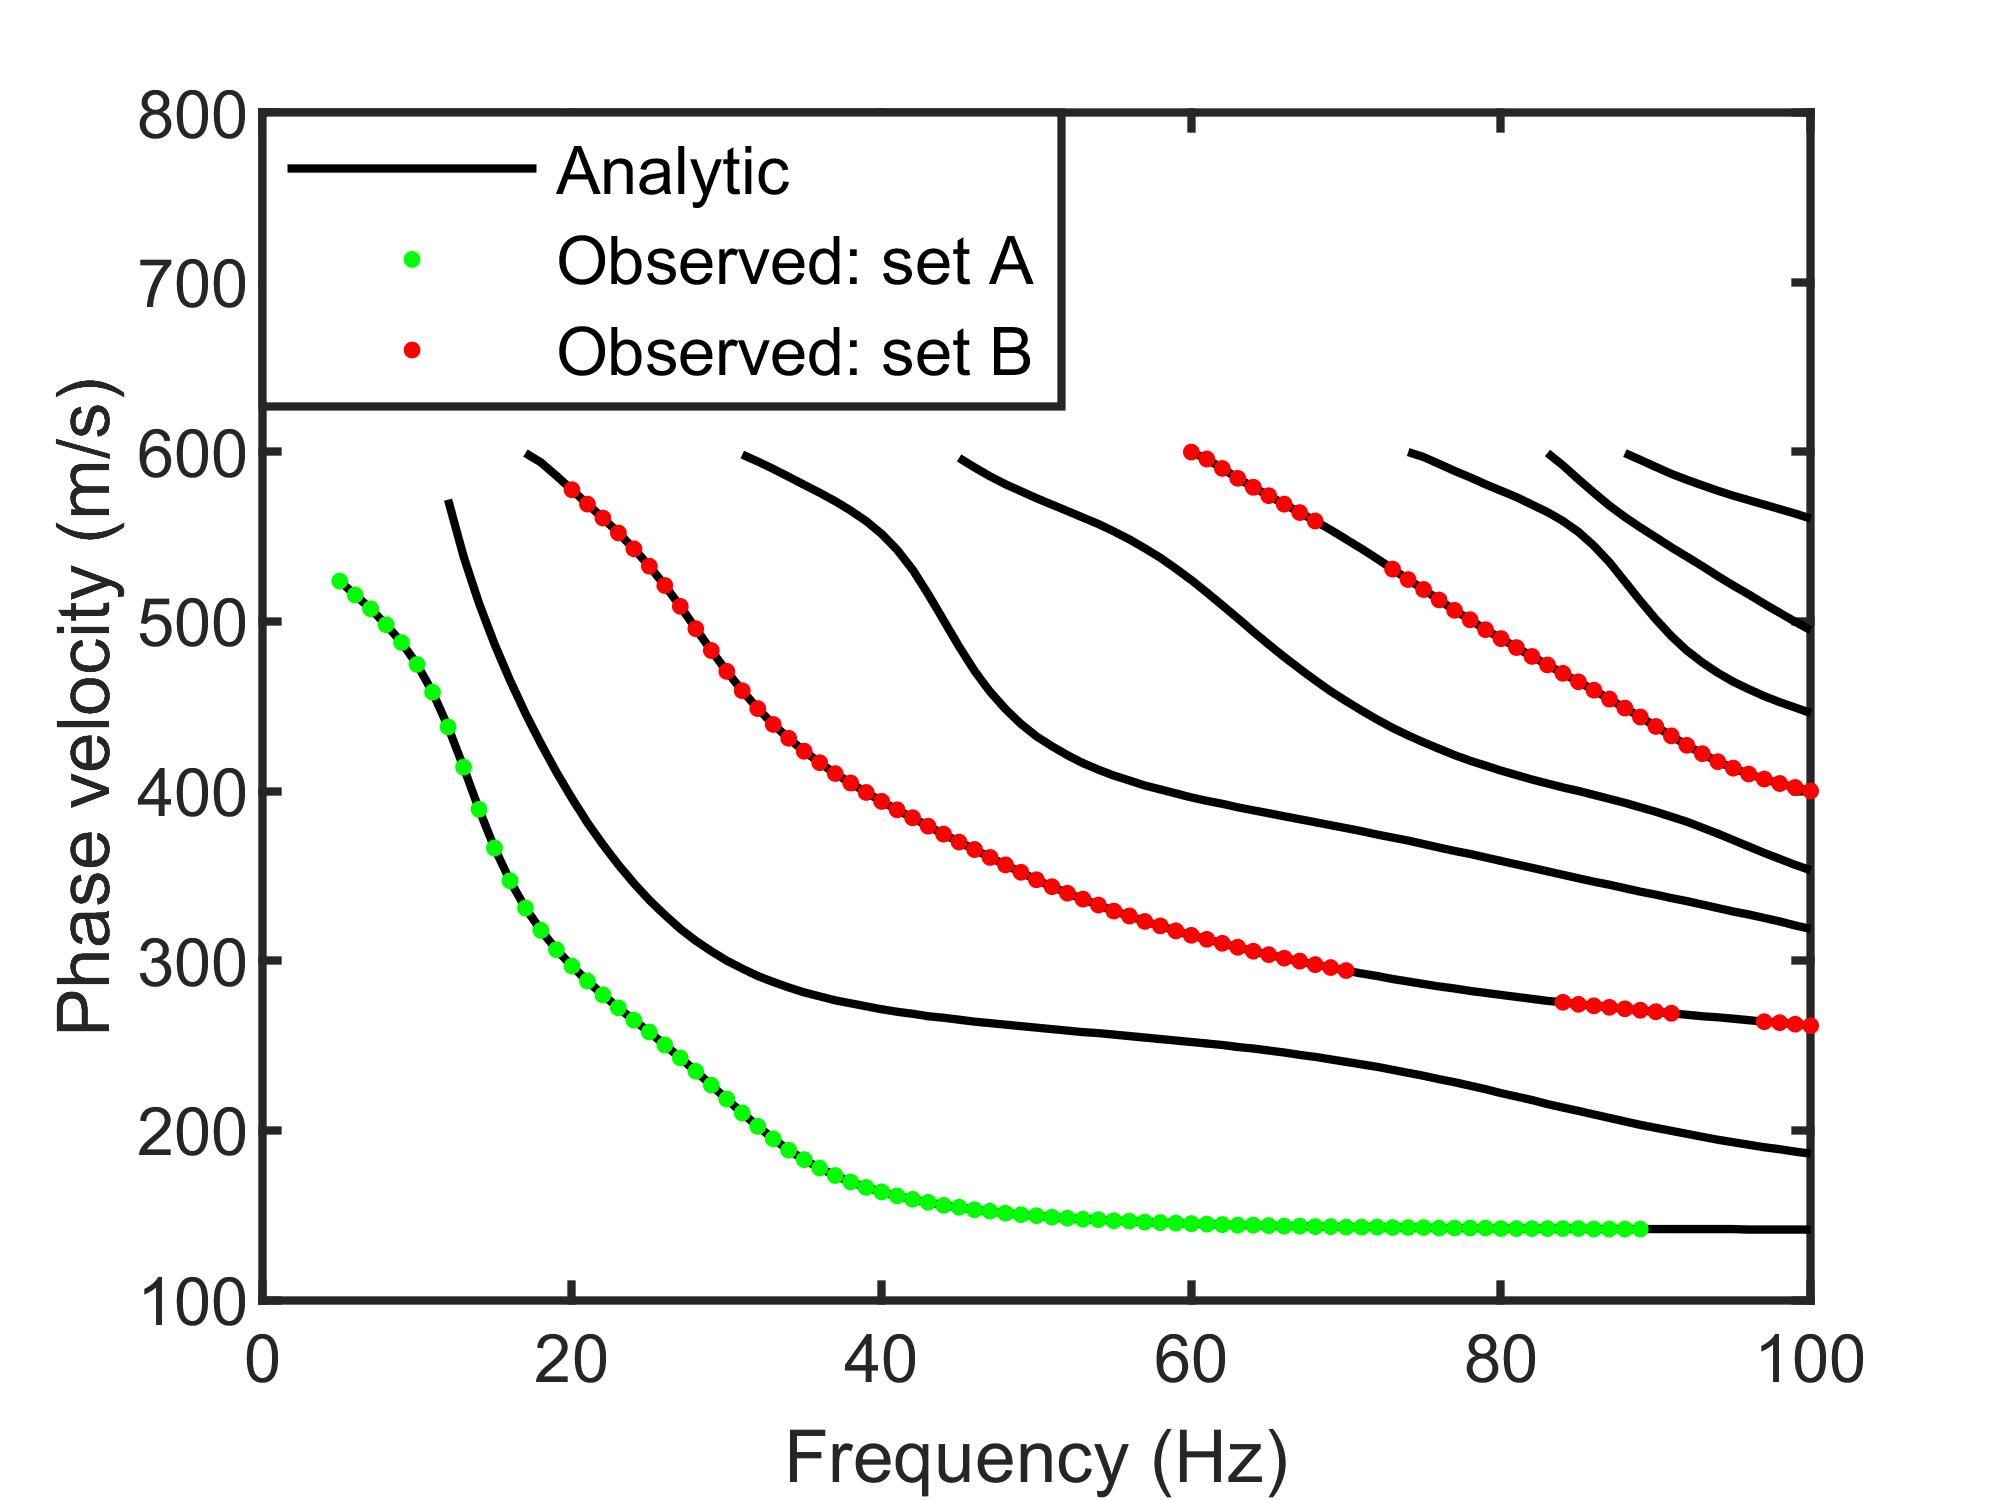 Analytic
Observed: set A
Observed: set B
800
700
600
500
400
300
200
100
Phase velocity (m/s)
0 20 40 60 80 100
Frequency (Hz)